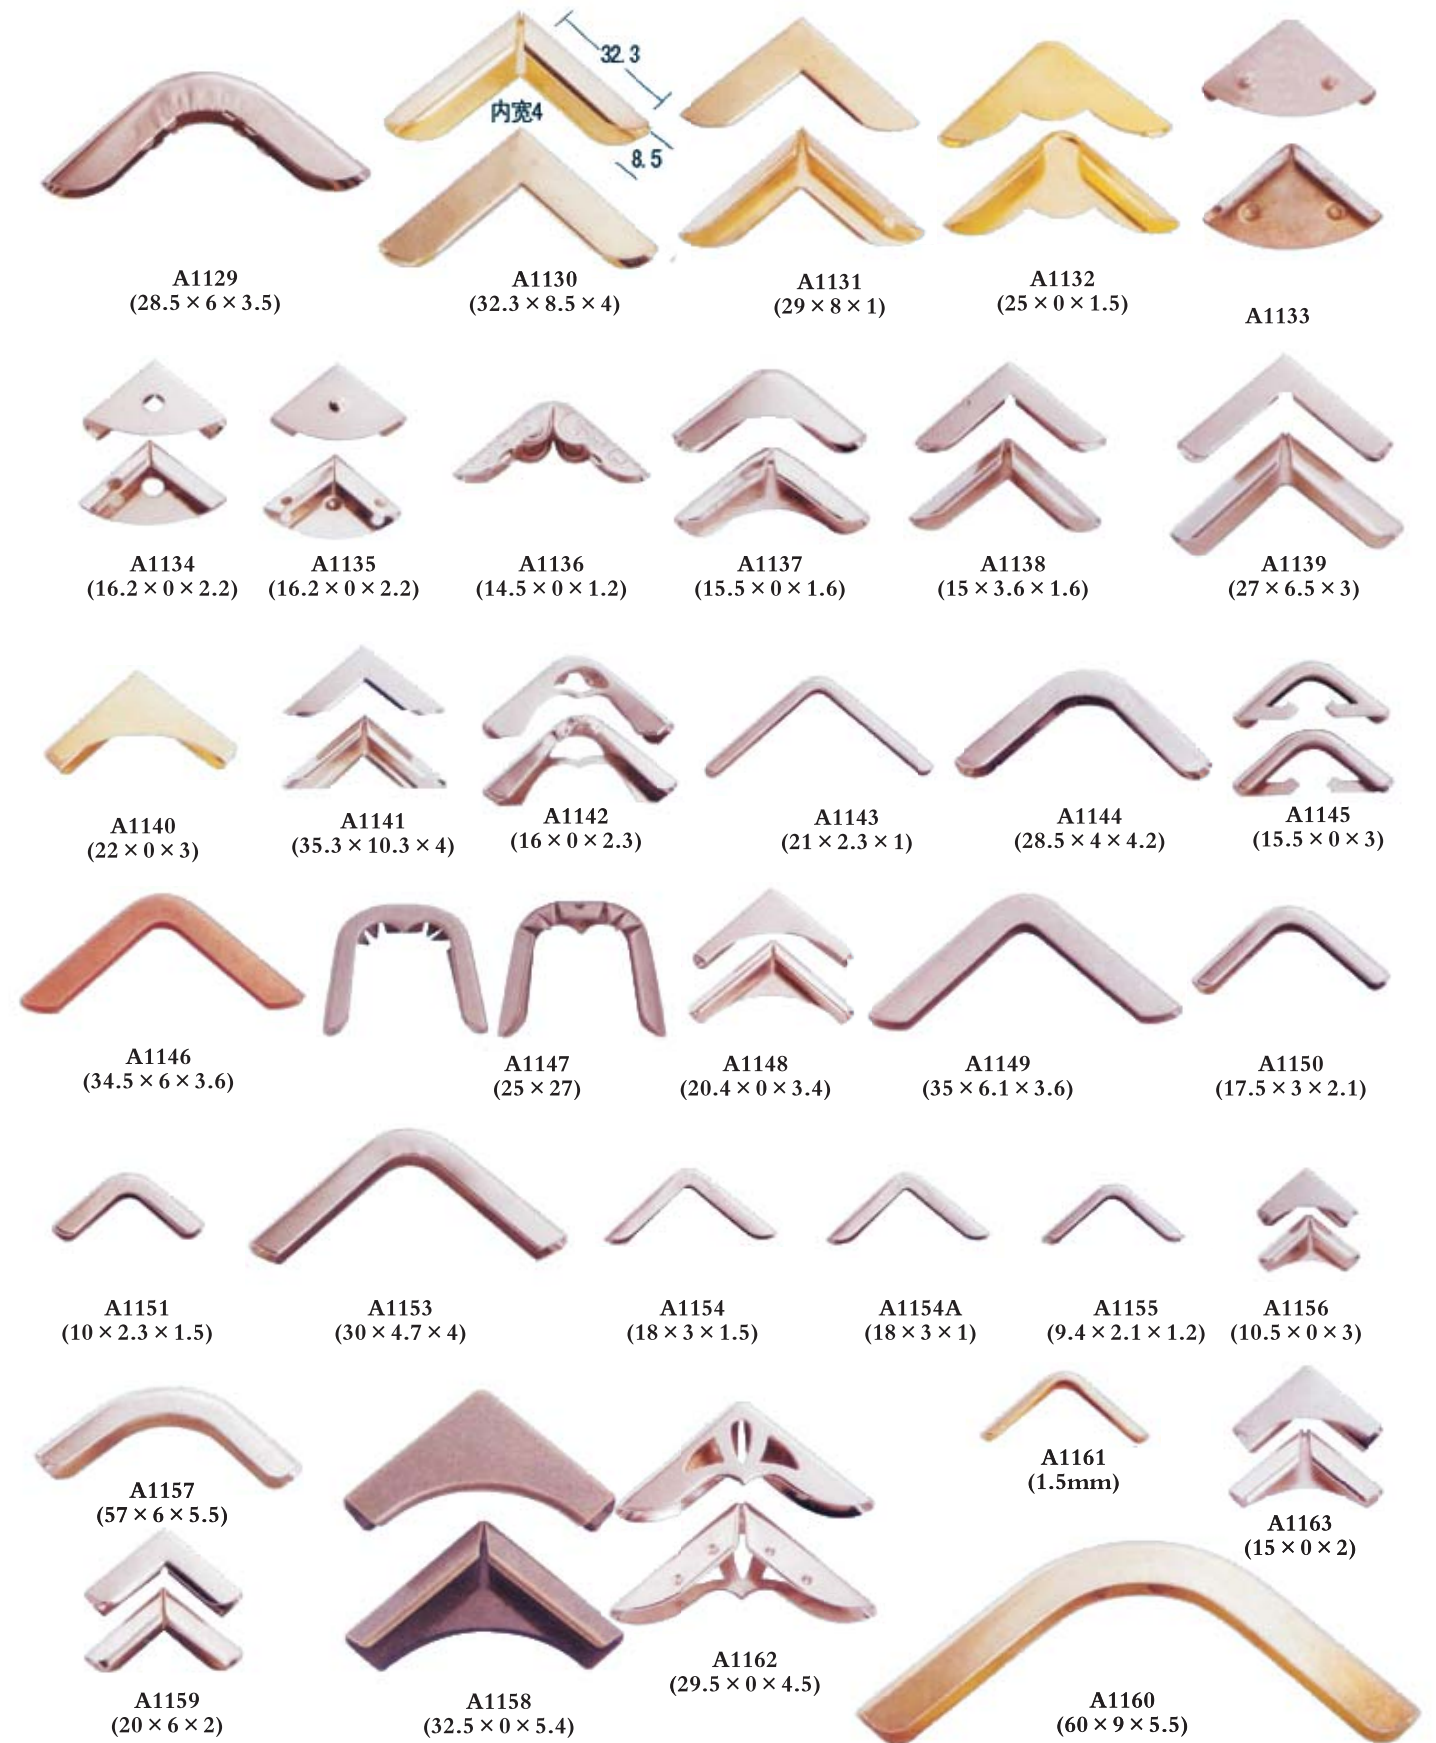 32.3
内宽4
8.5
A1129
(28.5×6×3.5)
A1130
(32.3×8.5×4)
A1131
(29×8×1)
A1132
(25×0×1.5)
A1133
A1134
(16.2×0×2.2)
A1135
(16.2×0×2.2)
A1136
(14.5×0×1.2)
A1137
(15.5×0×1.6)
A1138
(15×3.6×1.6)
A1139
(27×6.5×3)
A1140
(22×0×3)
A1141
(35.3×10.3×4)
A1142
(16×0×2.3)
A1143
(21×2.3×1)
A1144
(28.5×4×4.2)
A1145
(15.5×0×3)
A1146
(34.5×6×3.6)
A1147
(25×27)
A1148
(20.4×0×3.4)
A1149
(35×6.1×3.6)
A1150
(17.5×3×2.1)
A1151
(10×2.3×1.5)
A1153
(30×4.7×4)
A1154
(18×3×1.5)
A1154A
(18×3×1)
A1155
(9.4×2.1×1.2)
A1156
(10.5×0×3)
A1157
(57×6×5.5)
A1161
(1.5mm)
A1163
(15×0×2)
A1159
(20×6×2)
A1158
(32.5×0×5.4)
A1162
(29.5×0×4.5)
A1160
(60×9×5.5)